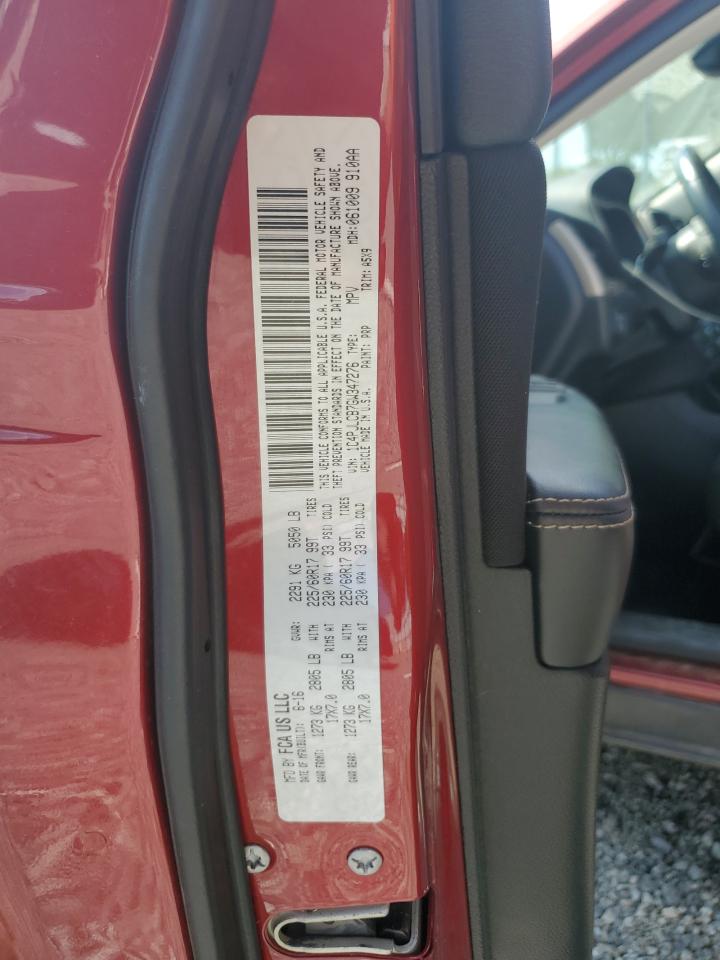 MFD BY FCA US LLC
DATE OF MFR(BUILT): 6-16 GVWR: 2291 KG 5050 LB
GAWR FRONT: 1273 KG 2805 LB WITH 225/60R17 99T TIRES
17X7.0 RIMS AT 230 KPA ( 33 PSI) COLD
GAWR REAR: 1273 KG 2805 LB WITH 225/60R17 99T TIRES
17X7.0 RIMS AT 230 KPA ( 33 PSI) COLD
THIS VEHICLE CONFORMS TO ALL APPLICABLE U.S.A. FEDERAL MOTOR VEHICLE SAFETY AND
THEFT PREVENTION STANDARDS IN EFFECT ON THE DATE OF MANUFACTURE SHOWN ABOVE.
VIN: 1C4PJLCB7GW347276 TYPE: MPV MDH: 061009 910AA
VEHICLE MADE IN U.S.A. PAINT: PRP TRIM: A5X9